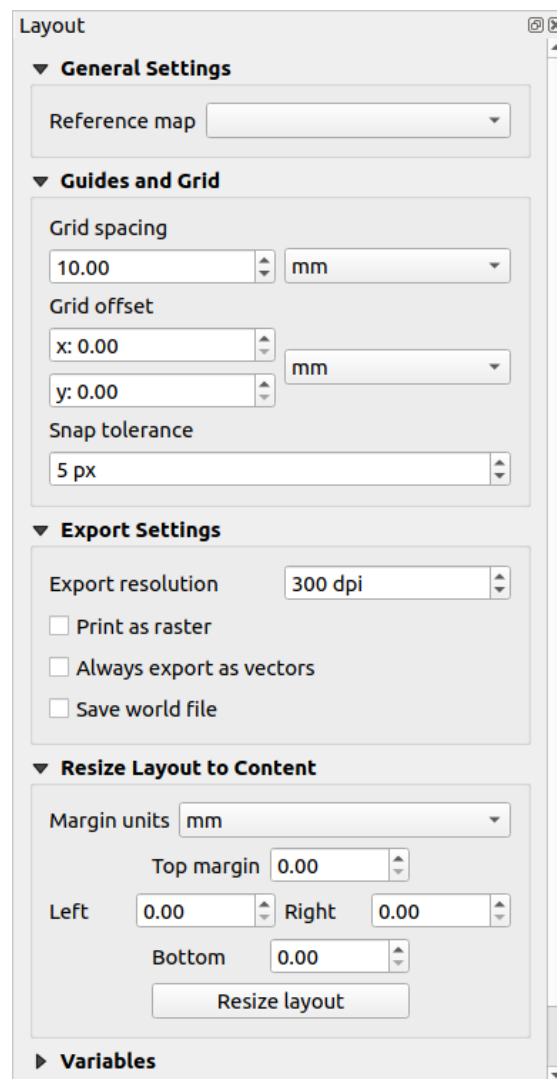 Layout
General Settings
Reference map
Guides and Grid
Grid spacing
10.00 mm
Grid offset
x: 0.00
mm
y: 0.00
Snap tolerance
5 px
Export Settings
Export resolution 300 dpi
Print as raster
Always export as vectors
Save world file
Resize Layout to Content
Margin units mm
Top margin 0.00
Left 0.00 Right 0.00
Bottom 0.00
Resize layout
Variables